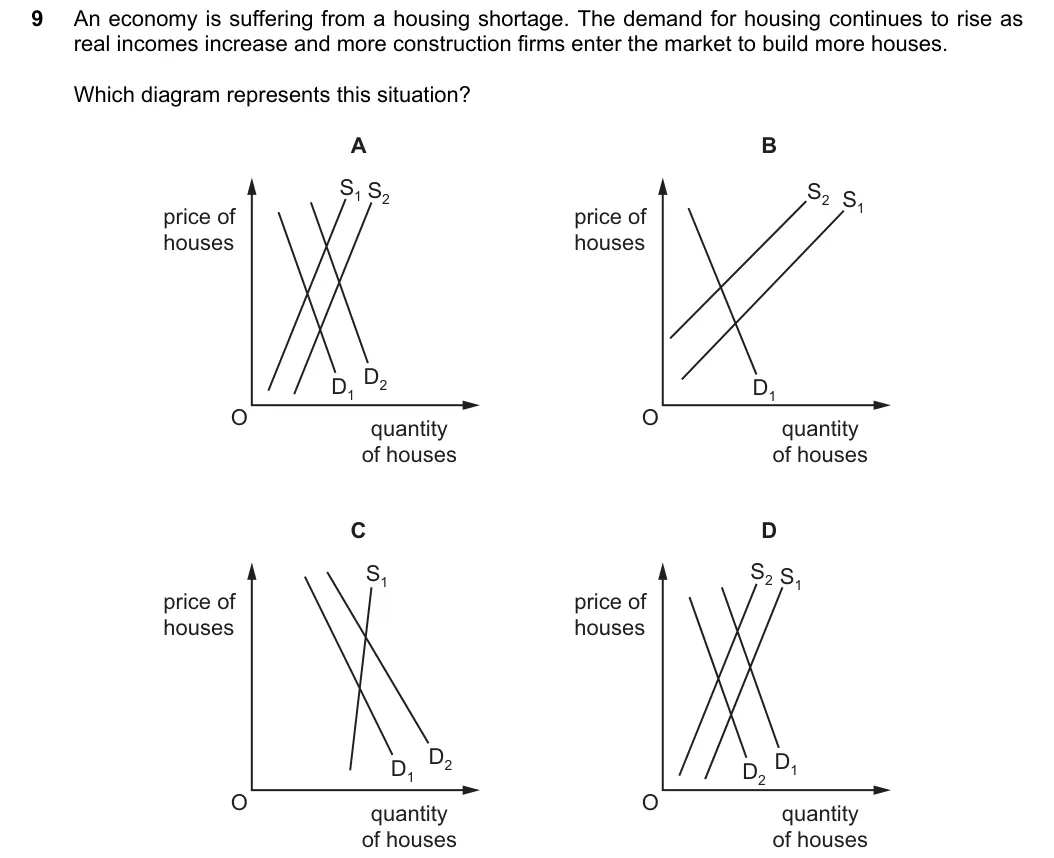 9 An economy is suffering from a housing shortage. The demand for housing continues to rise as
real incomes increase and more construction firms enter the market to build more houses.
Which diagram represents this situation?
A
price of
houses
S1 S2
D1 D2
O
quantity
of houses
B
price of
houses
S2 S1
D1
O
quantity
of houses
C
price of
houses
S1
D1 D2
O
quantity
of houses
D
price of
houses
S2 S1
D2 D1
O
quantity
of houses